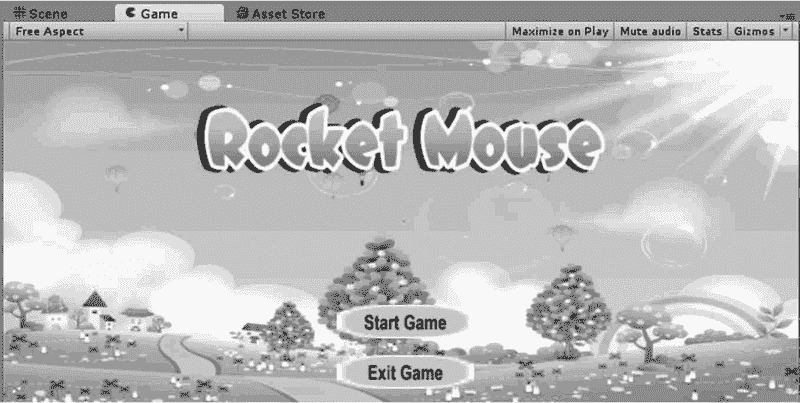 Scene Game Asset Store
Free Aspect Maximize on Play Mute audio Stats Gizmos
Rocket Mouse
Start Game
Exit Game